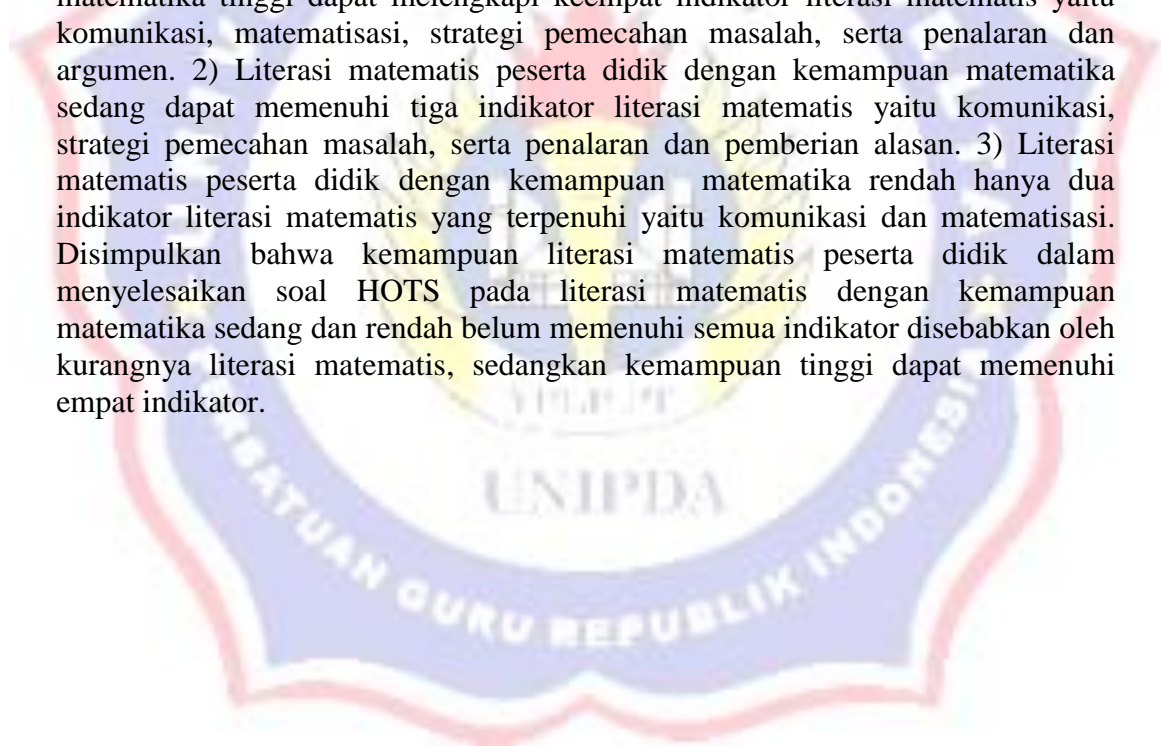 matematika tinggi dapat melengkapi keempat indikator literasi matematis yaitu
komunikasi, matematisasi, strategi pemecahan masalah, serta penalaran dan
argumen. 2) Literasi matematis peserta didik dengan kemampuan matematika
sedang dapat memenuhi tiga indikator literasi matematis yaitu komunikasi,
strategi pemecahan masalah, serta penalaran dan pemberian alasan. 3) Literasi
matematis peserta didik dengan kemampuan matematika rendah hanya dua
indikator literasi matematis yang terpenuhi yaitu komunikasi dan matematisasi.
Disimpulkan bahwa kemampuan literasi matematis peserta didik dalam
menyelesaikan soal HOTS pada literasi matematis dengan kemampuan
matematika sedang dan rendah belum memenuhi semua indikator disebabkan oleh
kurangnya literasi matematis, sedangkan kemampuan tinggi dapat memenuhi
empat indikator.
UNIPDA
GURU REPUBLIK INDONESI